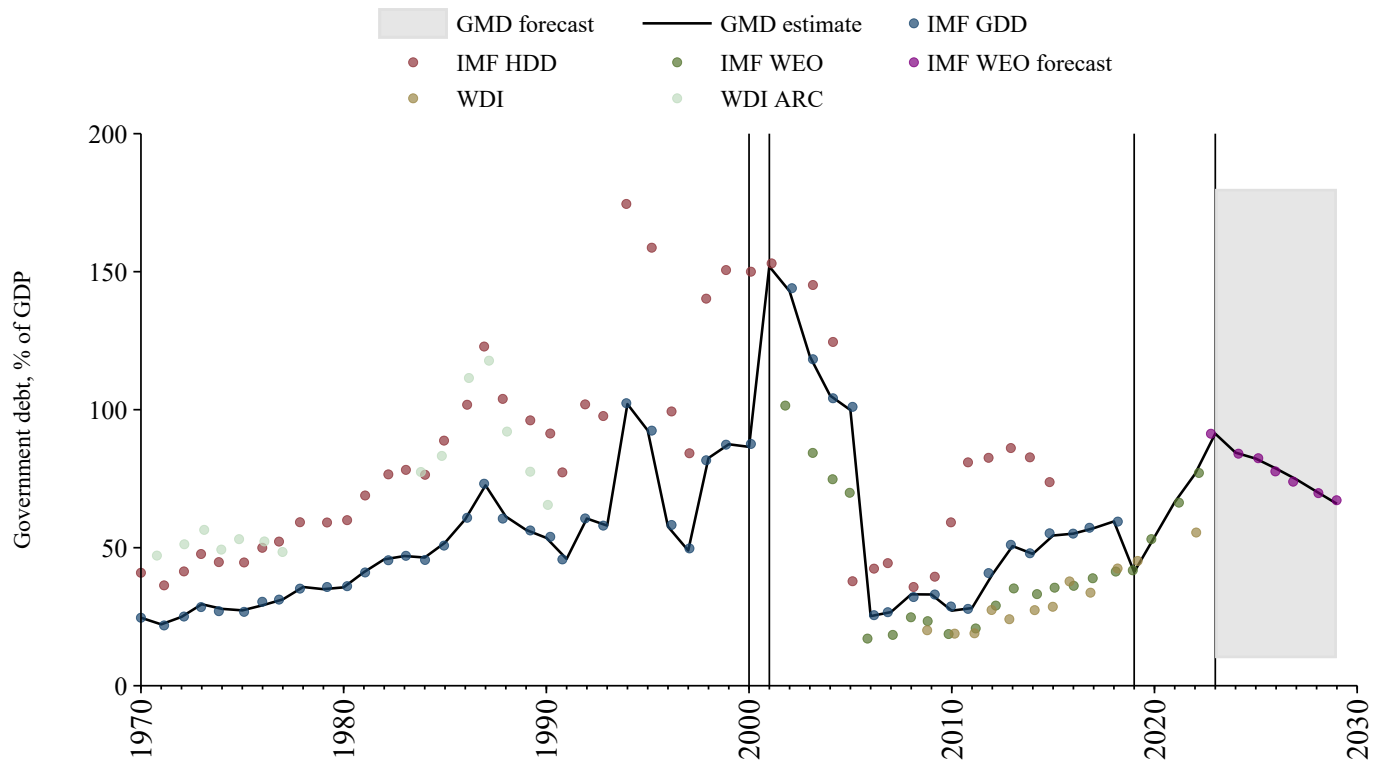 GMD forecast GMD estimate IMF GDD
IMF HDD IMF WEO IMF WEO forecast
WDI WDI ARC
Government debt, % of GDP
200
150
100
50
0
1970 1980 1990 2000 2010 2020 2030